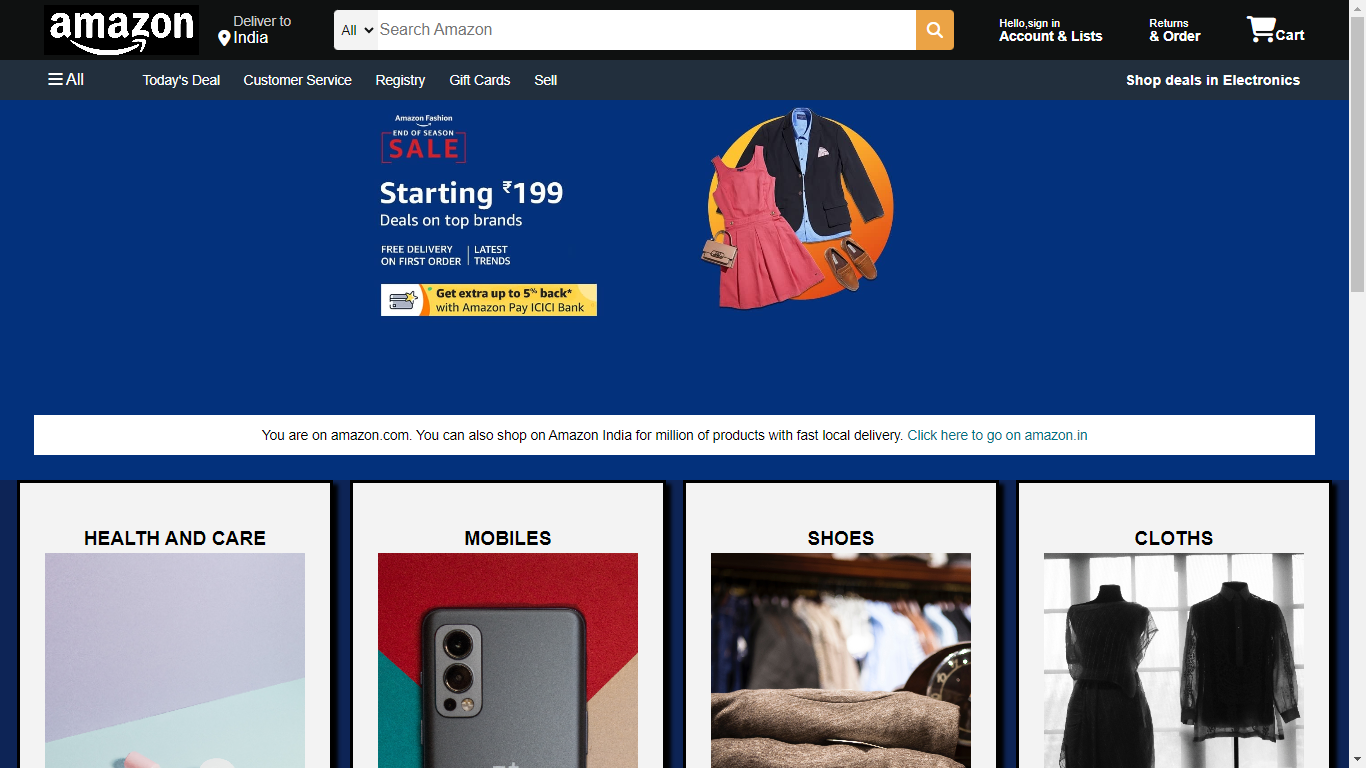 amazon
Deliver to
India
All
Search Amazon
Hello,sign in
Account & Lists
Returns
& Order
Cart
All
Today's Deal
Customer Service
Registry
Gift Cards
Sell
Shop deals in Electronics
Amazon Fashion
END OF SEASON
SALE
Starting ₹199
Deals on top brands
FREE DELIVERY
ON FIRST ORDER
LATEST
TRENDS
Get extra up to 5% back*
with Amazon Pay ICICI Bank
You are on amazon.com. You can also shop on Amazon India for million of products with fast local delivery. Click here to go on amazon.in
HEALTH AND CARE
MOBILES
SHOES
CLOTHS